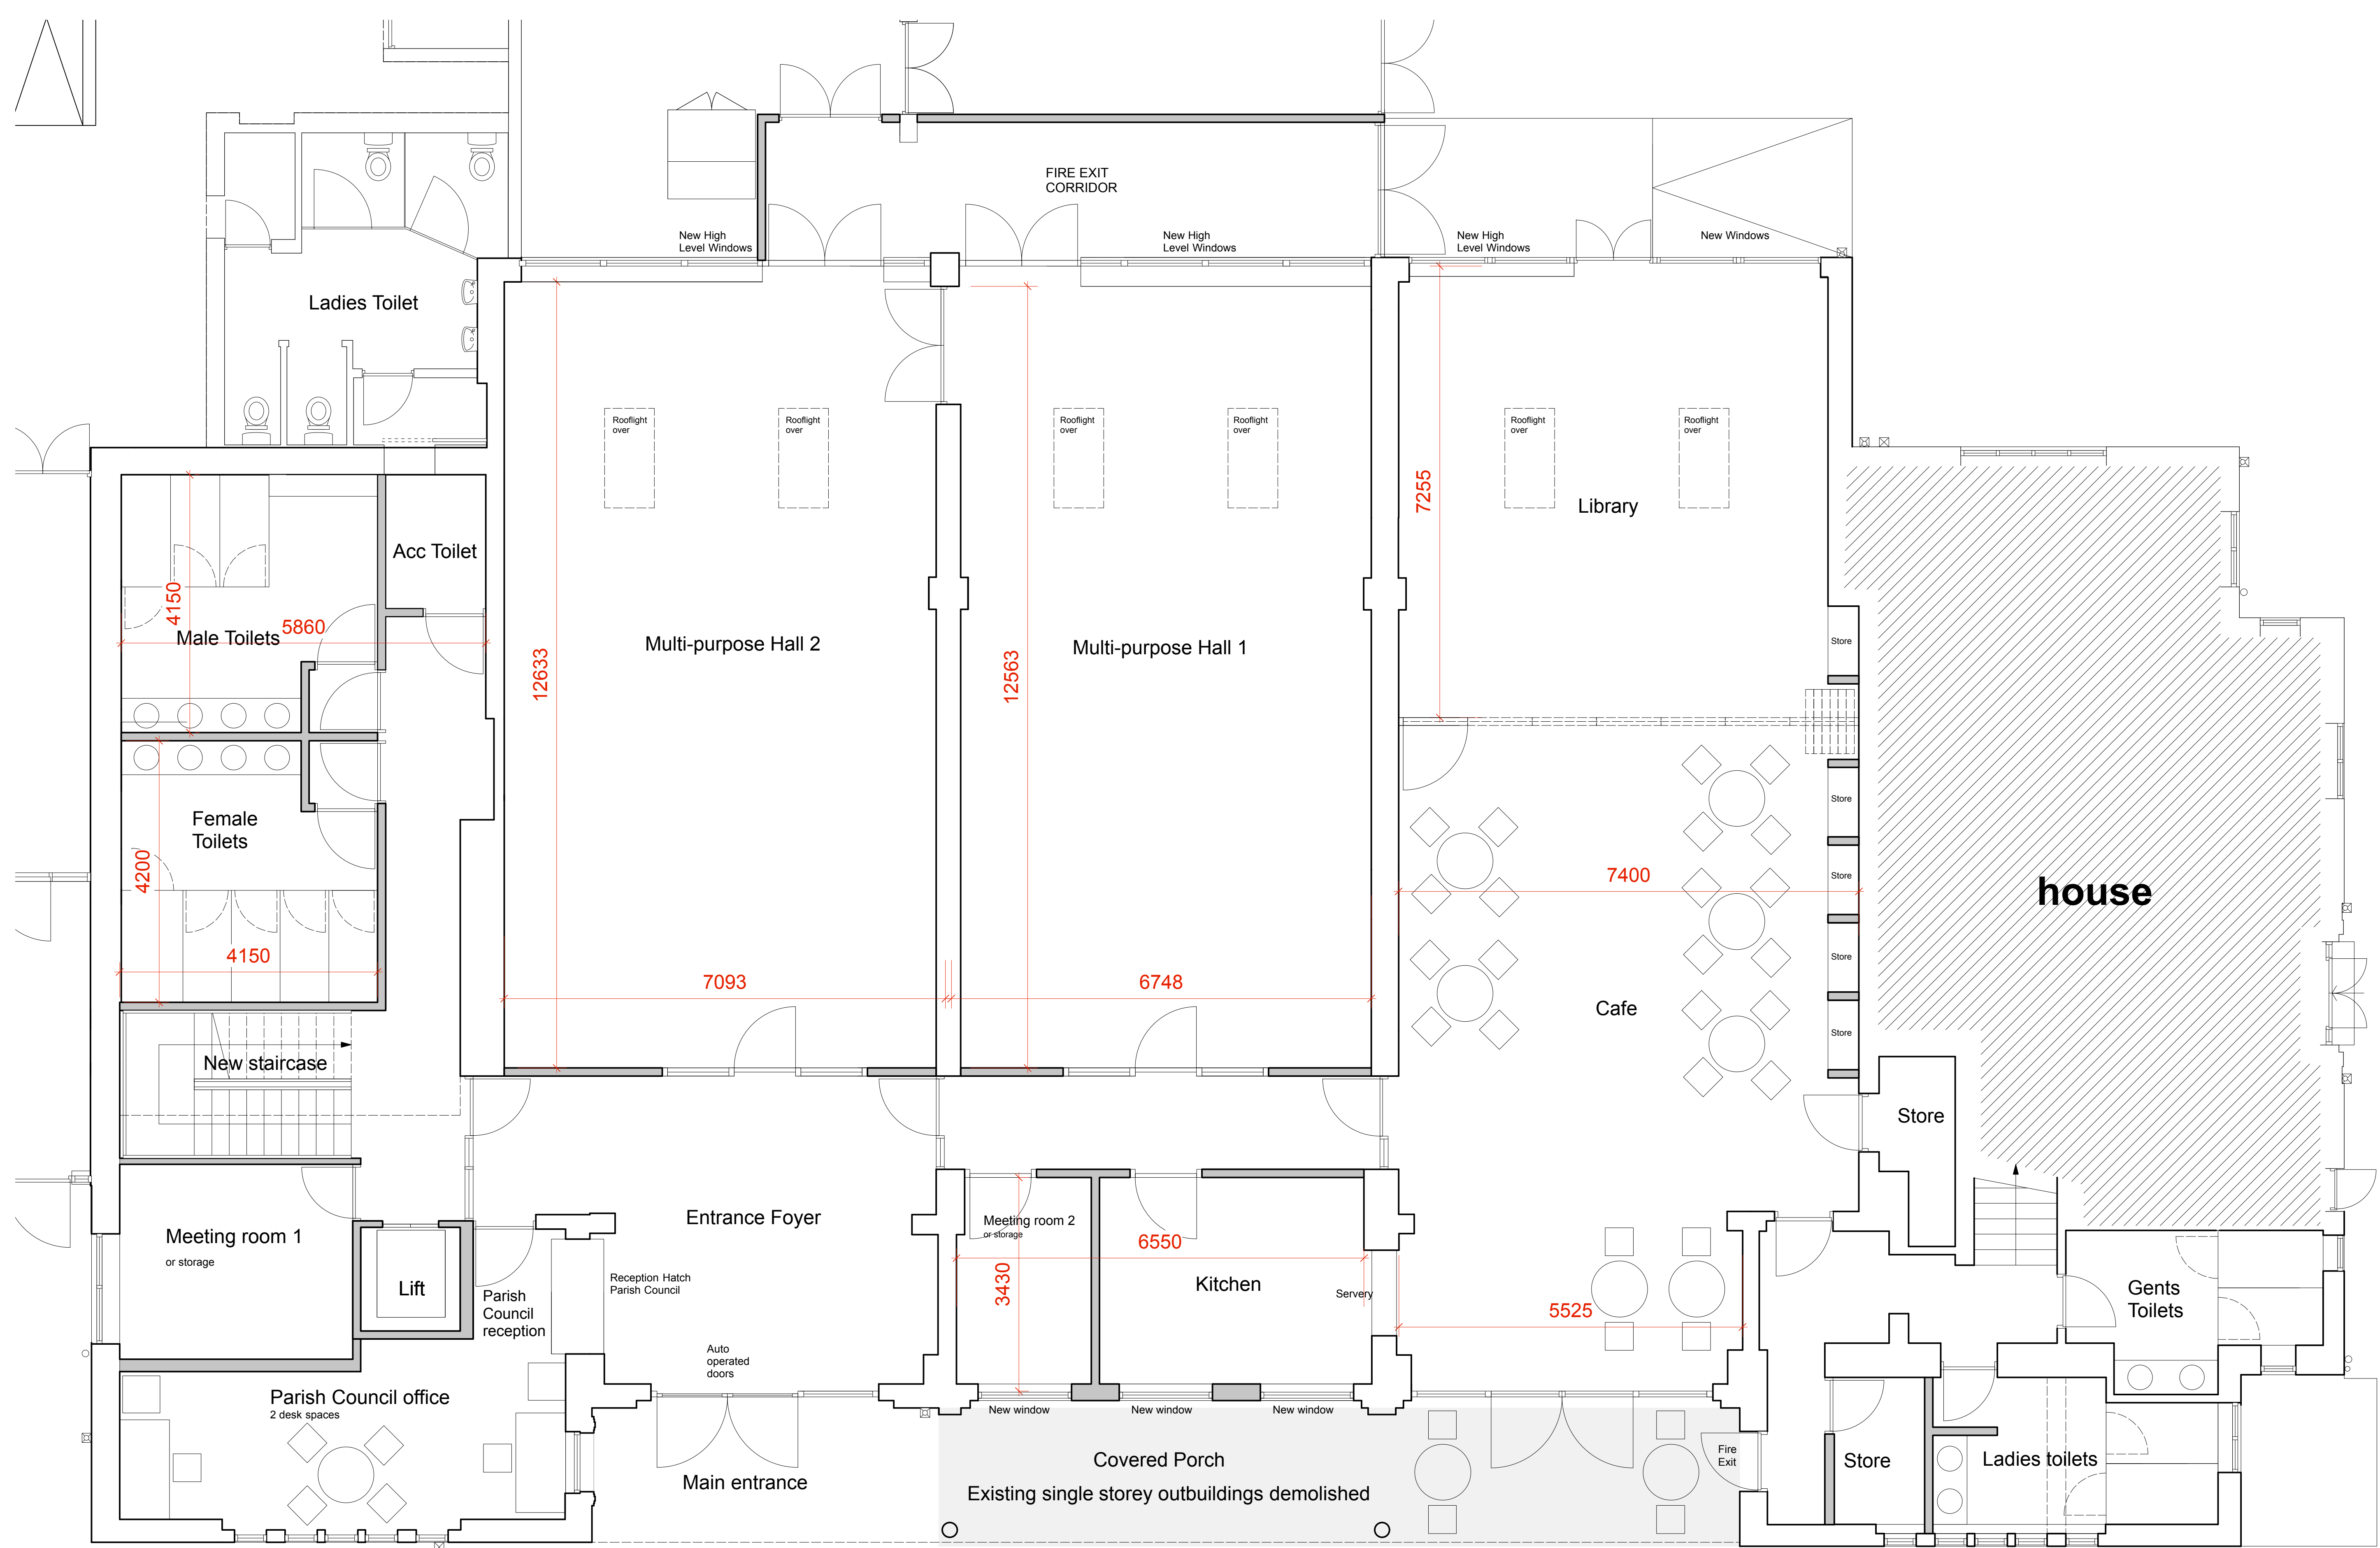 FIRE EXIT
CORRIDOR
New High
Level Windows
New High
Level Windows
New High
Level Windows
New Windows
Ladies Toilet
Rooflight
over
Rooflight
over
Rooflight
over
Rooflight
over
Rooflight
over
Rooflight
over
7255
Library
Acc Toilet
4150
5860
Male Toilets
Multi-purpose Hall 2
Multi-purpose Hall 1
12633
12563
Store
Store
Store
Store
Store
Female
Toilets
4200
4150
7093
6748
7400
house
Cafe
New staircase
Store
Meeting room 1
or storage
Lift
Parish
Council
reception
Entrance Foyer
Reception Hatch
Parish Council
Auto
operated
doors
Meeting room 2
or storage
6550
3430
Kitchen
Servery
5525
Gents
Toilets
Parish Council office
2 desk spaces
New window
New window
New window
Main entrance
Covered Porch
Existing single storey outbuildings demolished
Fire
Exit
Store
Ladies toilets